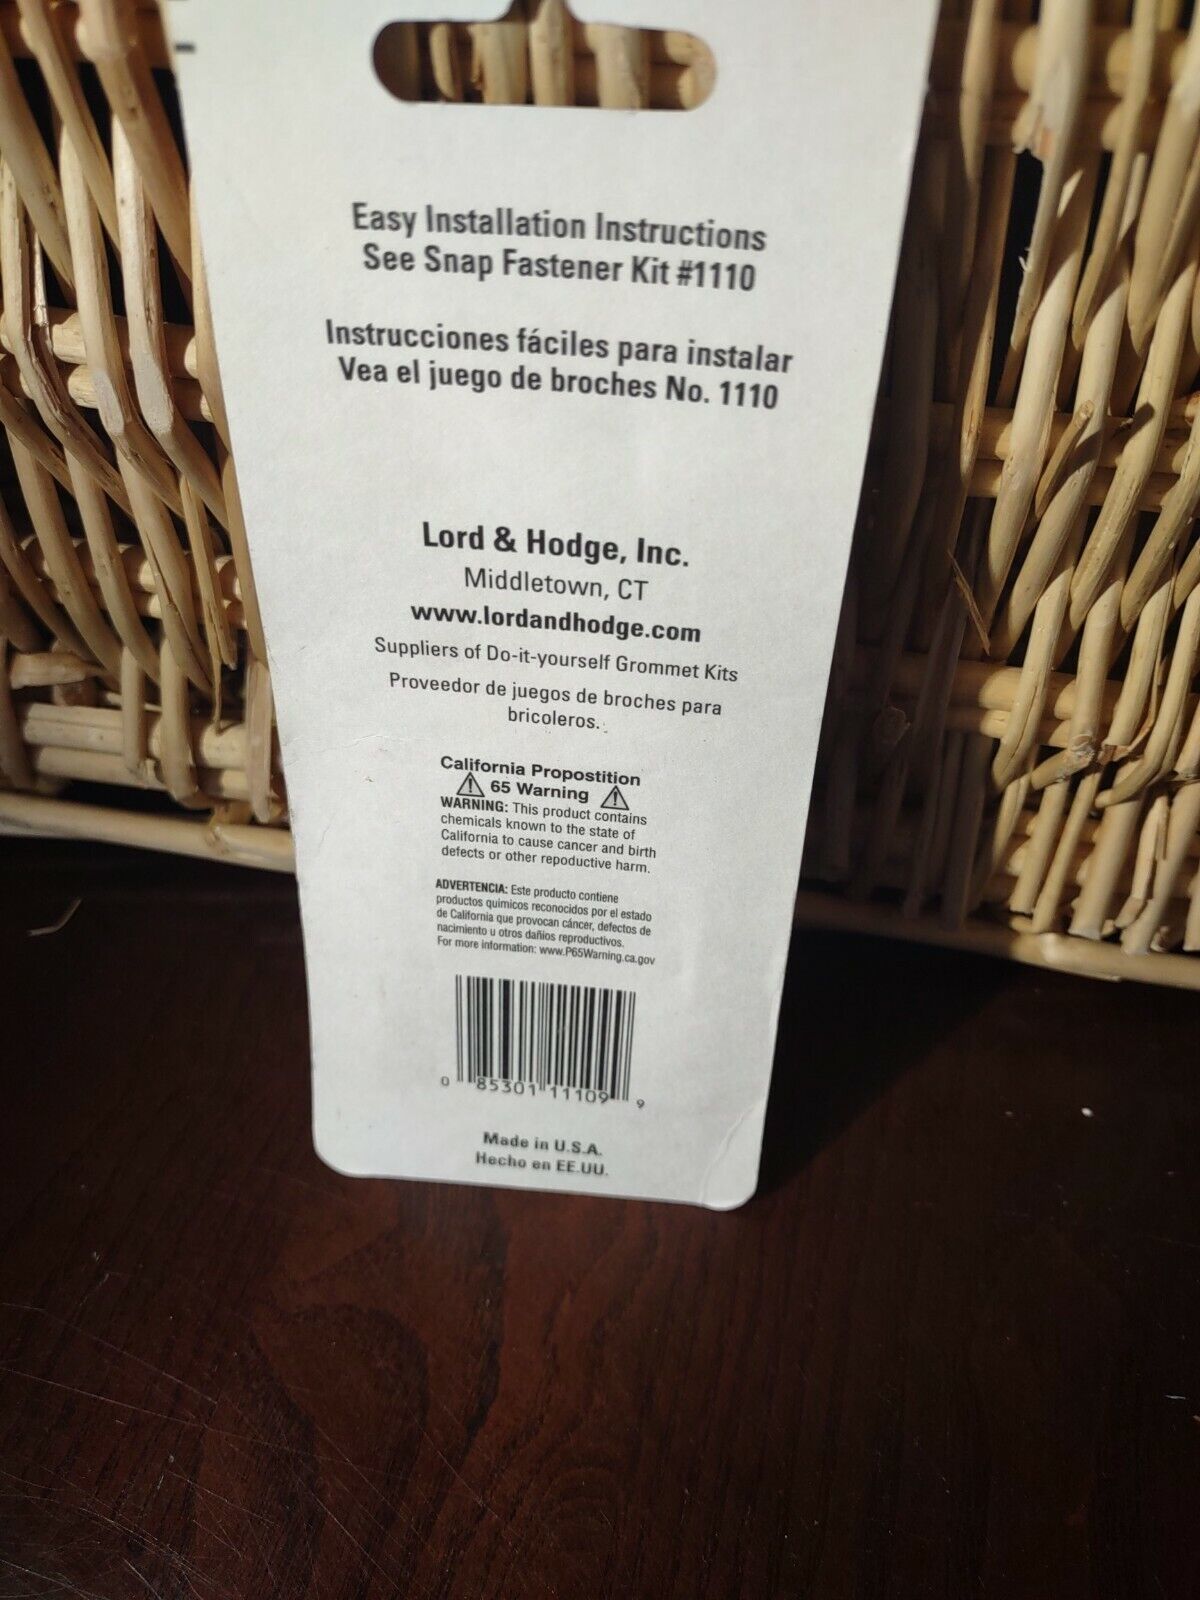 Easy Installation Instructions
See Snap Fastener Kit #1110
Instrucciones fáciles para instalar
Vea el juego de broches No. 1110
Lord & Hodge, Inc.
Middletown, CT
www.lordandhodge.com
Suppliers of Do-it-yourself Grommet Kits
Proveedor de juegos de broches para
bricoleros.
California Propostition
65 Warning
WARNING: This product contains
chemicals known to the state of
California to cause cancer and birth
defects or other repoductive harm.
ADVERTENCIA: Este producto contiene
productos quimicos reconocidos por el estado
de California que provocan cáncer, defectos de
nacimiento u otros dañios reproductivos.
For more information: www.P65Warning.ca.gov
0 85301 11109 9
Made in U.S.A.
Hecho en EE.UU.